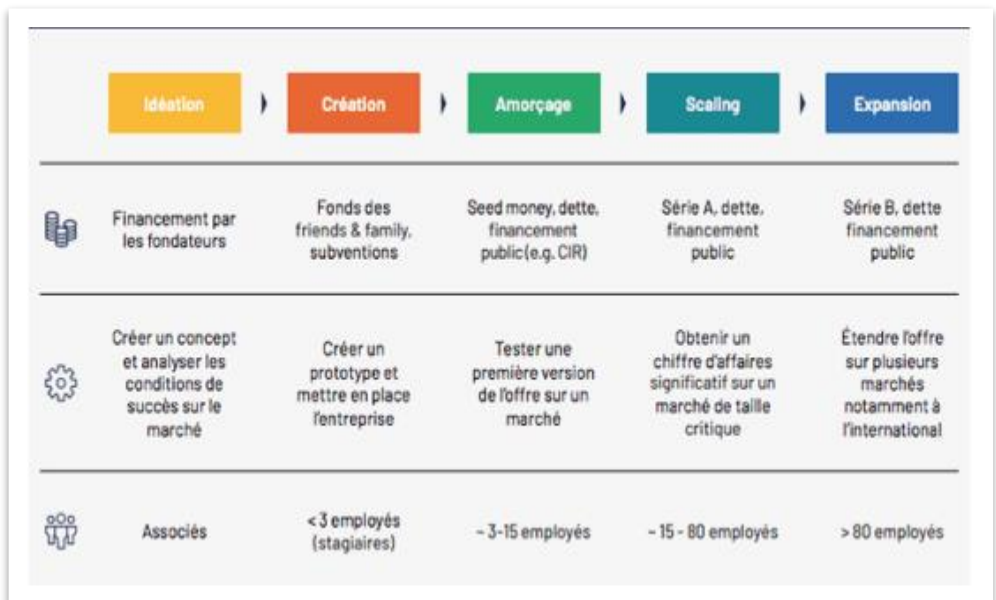 Idéation
Création
Amorçage
Scaling
Expansion
Financement par
les fondateurs
Fonds des
friends & family,
subventions
Seed money, dette,
financement
public(e.g. CIR)
Série A, dette,
financement
public
Série B, dette
financement
public
Créer un concept
et analyser les
conditions de
succès sur le
marché
Créer un
prototype et
mettre en place
l'entreprise
Tester une
première version
de l'offre sur un
marché
Obtenir un
chiffre d'affaires
significatif sur un
marché de taille
critique
Étendre l'offre
sur plusieurs
marchés
notamment à
l'international
Associés
< 3 employés
(stagiaires)
~ 3-15 employés
~ 15 - 80 employés
> 80 employés